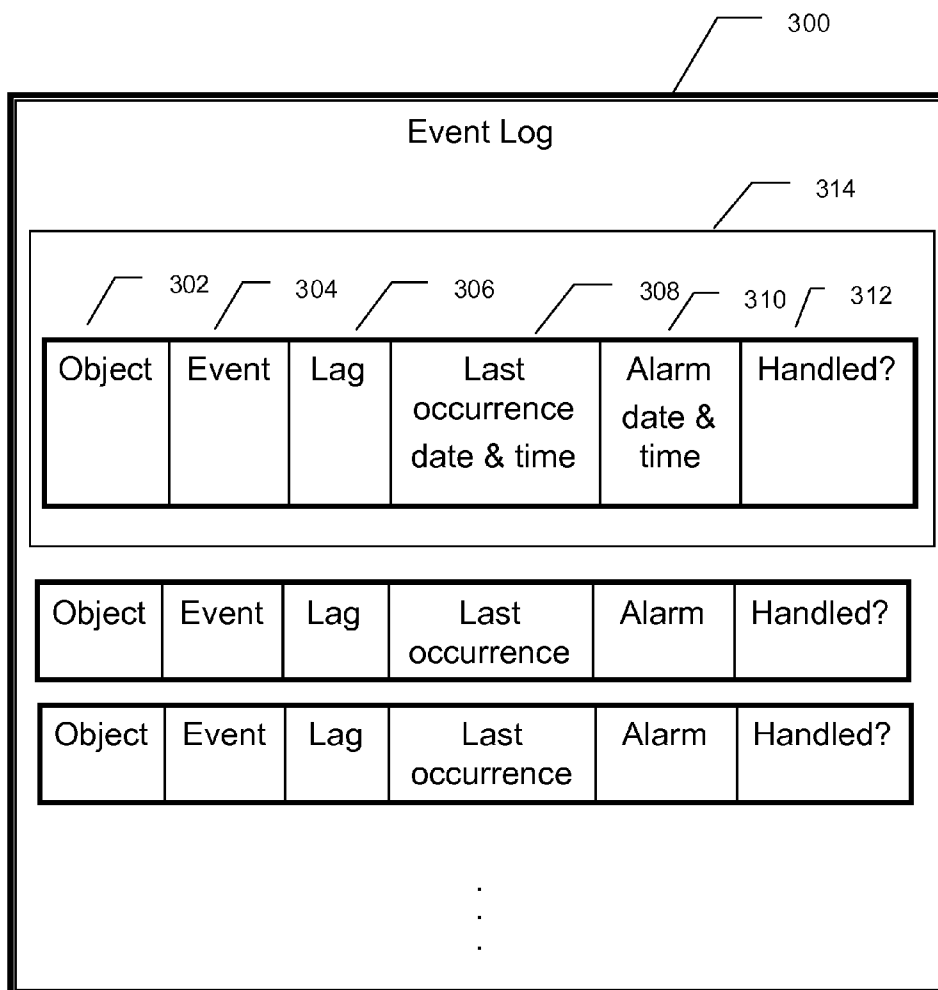 300
Event Log
314
302 304 306 308 310 312
Object Event Lag Last Alarm Handled?
occurrence date &
date & time time
Object Event Lag Last Alarm Handled?
occurrence
Object Event Lag Last Alarm Handled?
occurrence
.
.
.